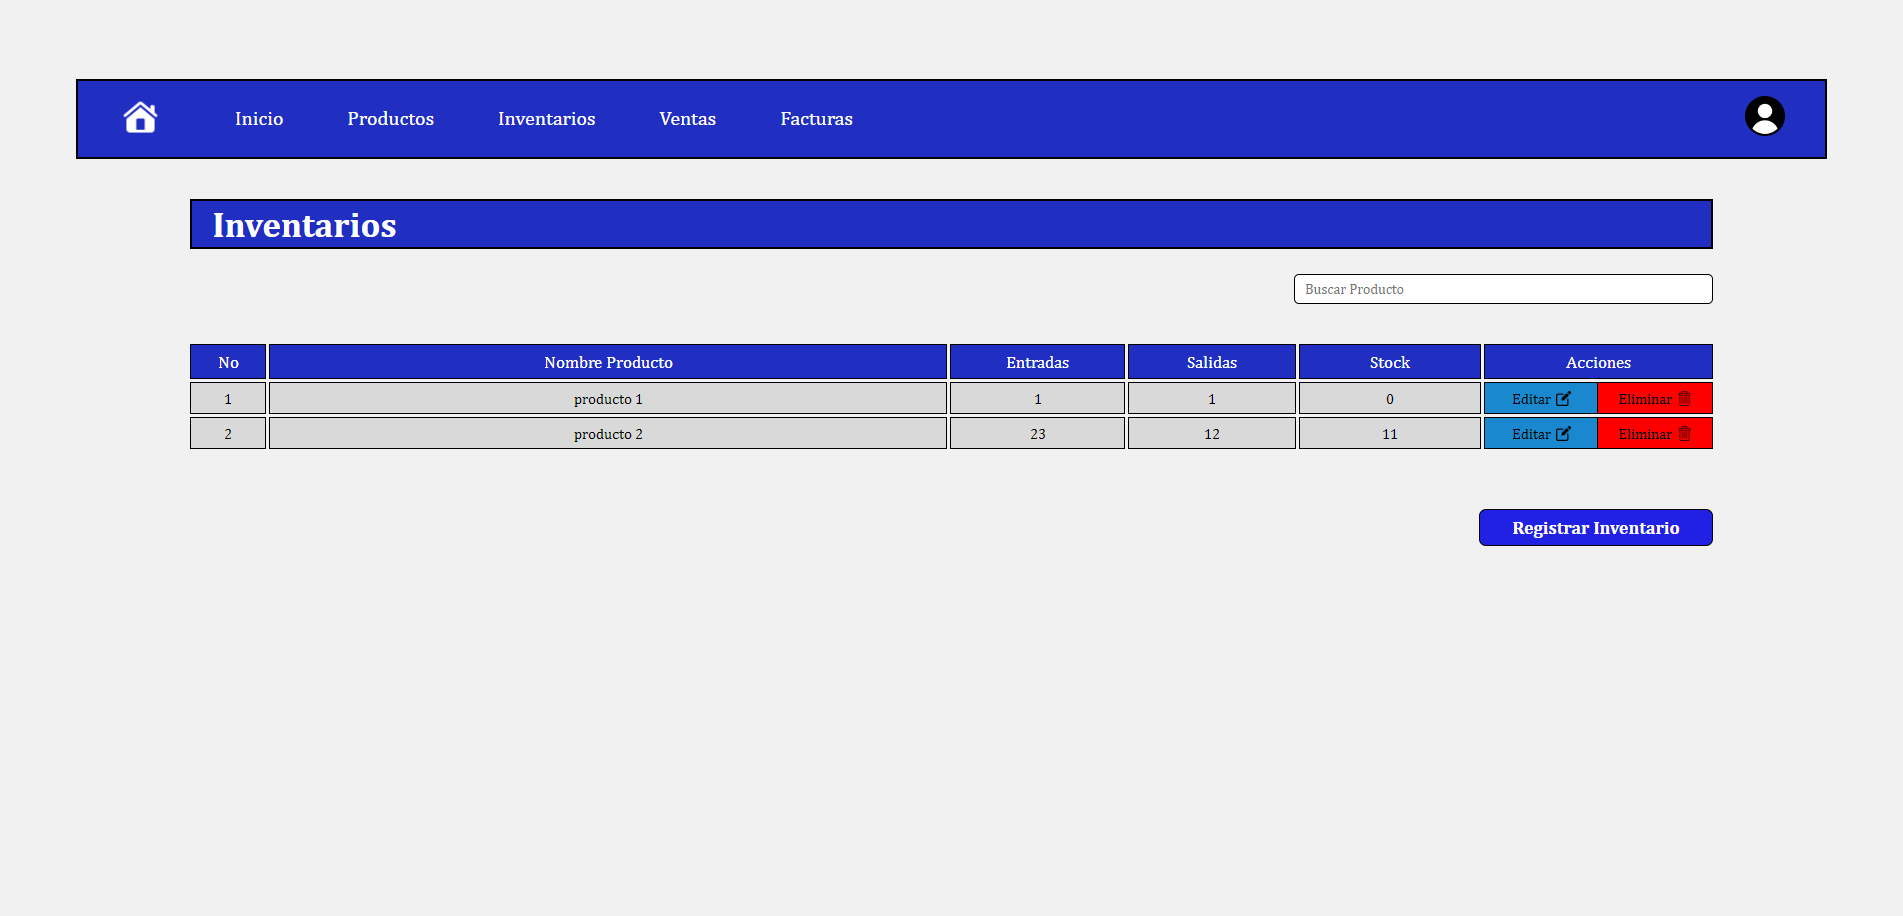 Inicio Productos Inventarios Ventas Facturas
Inventarios
Buscar Producto
No Nombre Producto Entradas Salidas Stock Acciones
1 producto 1 1 1 0 Editar Eliminar
2 producto 2 23 12 11 Editar Eliminar
Registrar Inventario